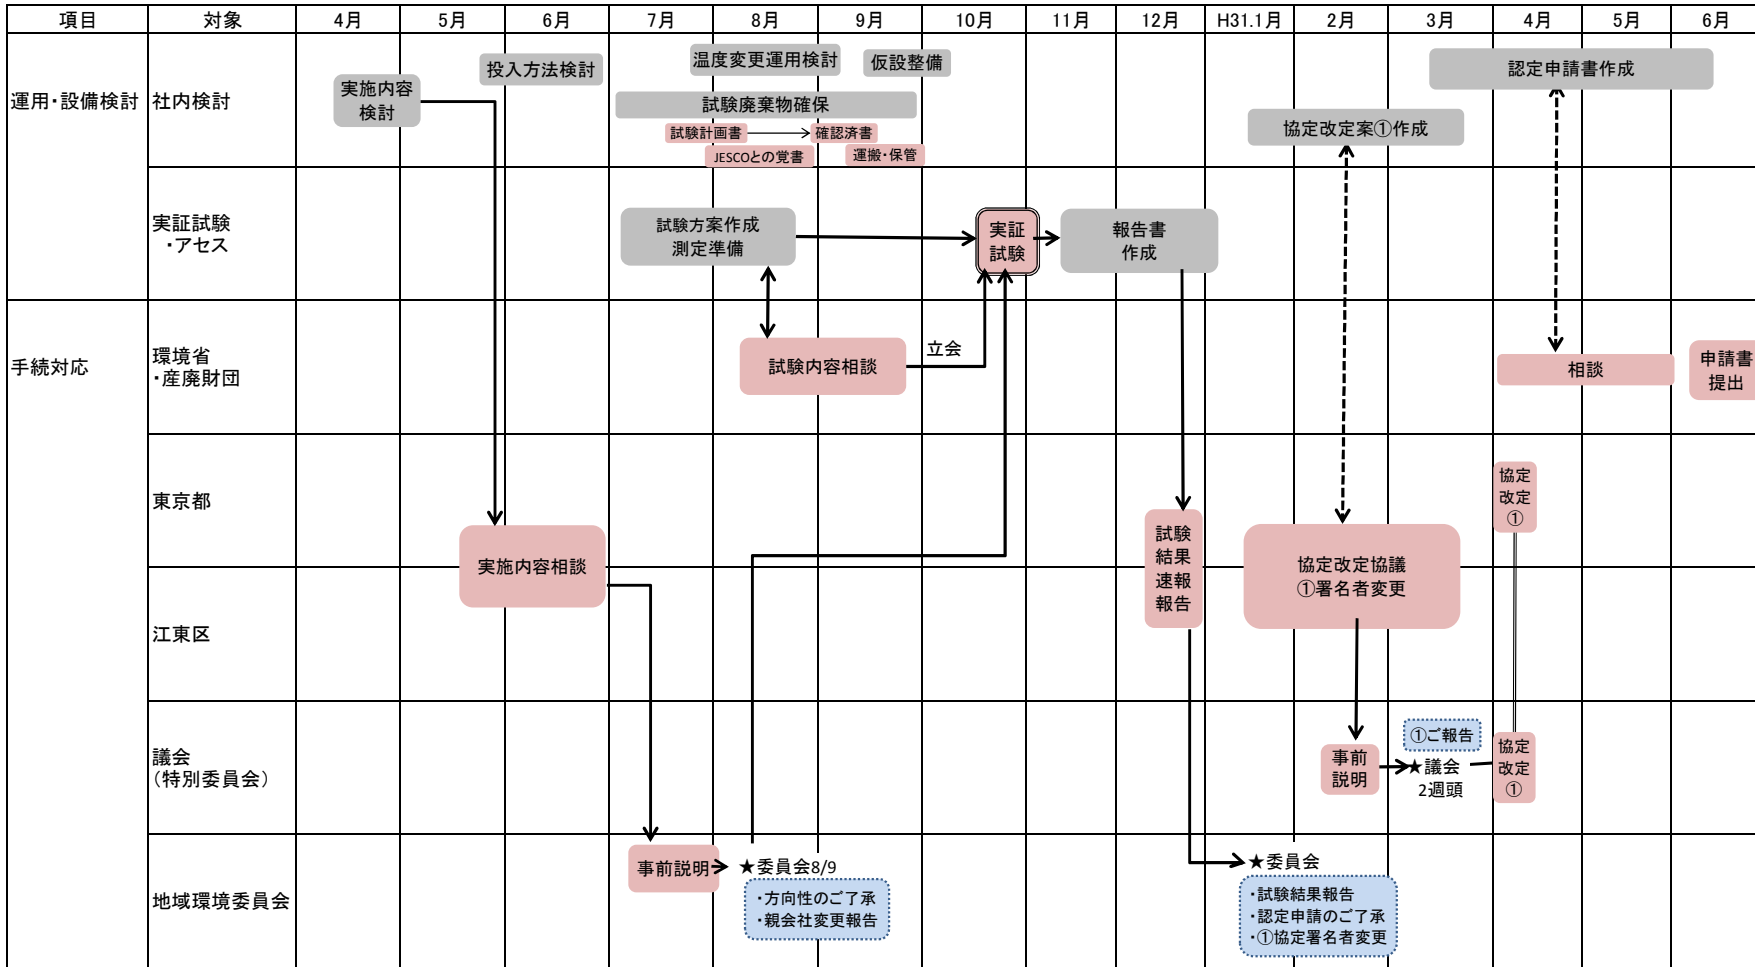 項目 対象 4月 5月 6月 7月 8月 9月 10月 11月 12月 H31.1月 2月 3月 4月 5月 6月
運用・設備検討 社内検討
実施内容
検討
投入方法検討
温度変更運用検討
仮設整備
試験廃棄物確保
試験計画書 確認済書
JESCOとの覚書 運搬・保管
協定改定案①作成
認定申請書作成
実証試験
・アセス
試験方案作成
測定準備
実証
試験
報告書
作成
手続対応
環境省
・産廃財団
試験内容相談
立会
相談
申請書
提出
東京都
実施内容相談
試験
結果
速報
報告
協定改定協議
①署名者変更
協定
改定
①
江東区
議会
(特別委員会)
事前
説明
①ご報告
★議会
2週頭
協定
改定
①
地域環境委員会
事前説明
★委員会8/9
・方向性のご了承
・親会社変更報告
★委員会
・試験結果報告
・認定申請のご了承
・①協定署名者変更